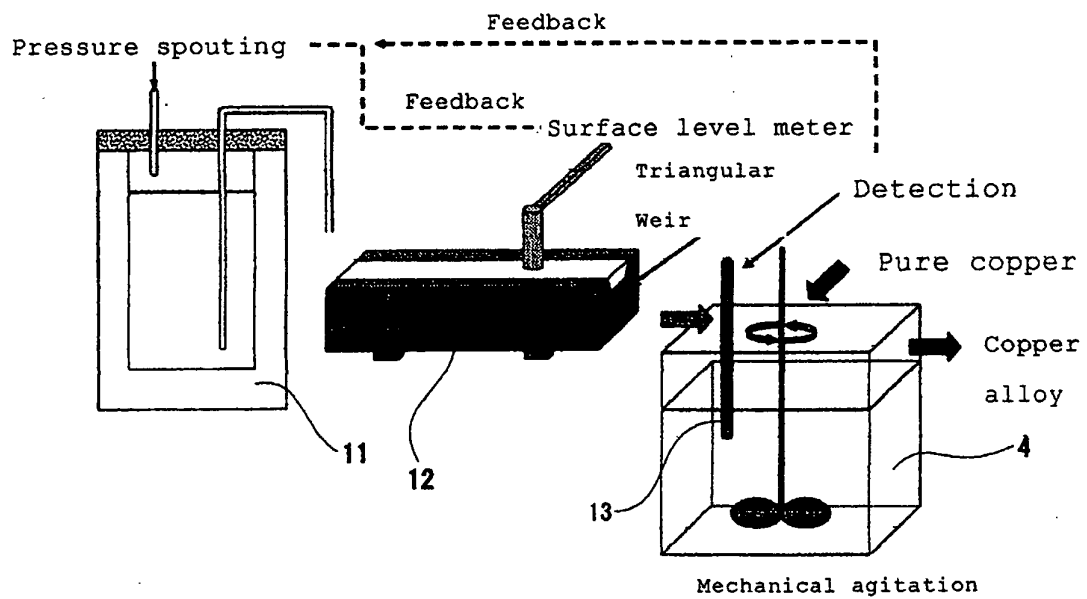 Feedback
Pressure spouting
Feedback
Surface level meter
Triangular
Weir
Detection
Pure copper
Copper
alloy
11
12
13
4
Mechanical agitation